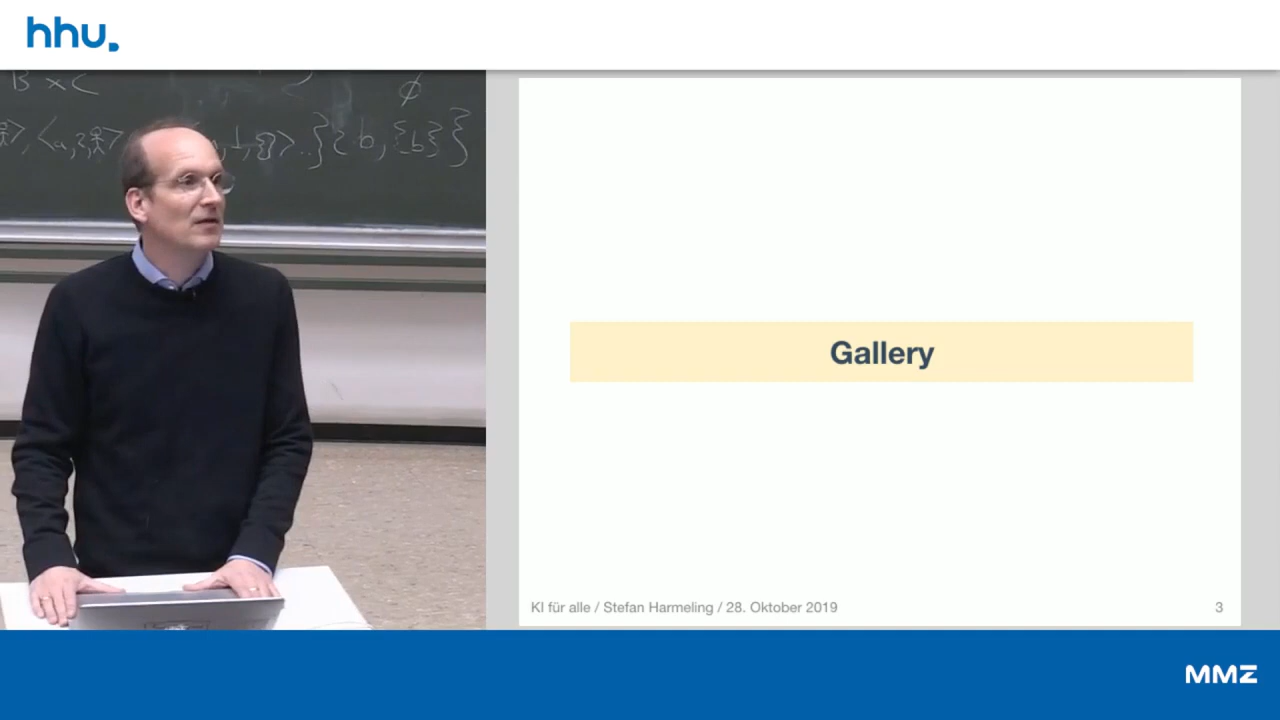 hhu.
B x C
∅
.. } { b, {b} }
Gallery
KI für alle / Stefan Harmeling / 28. Oktober 2019 3
MMZ